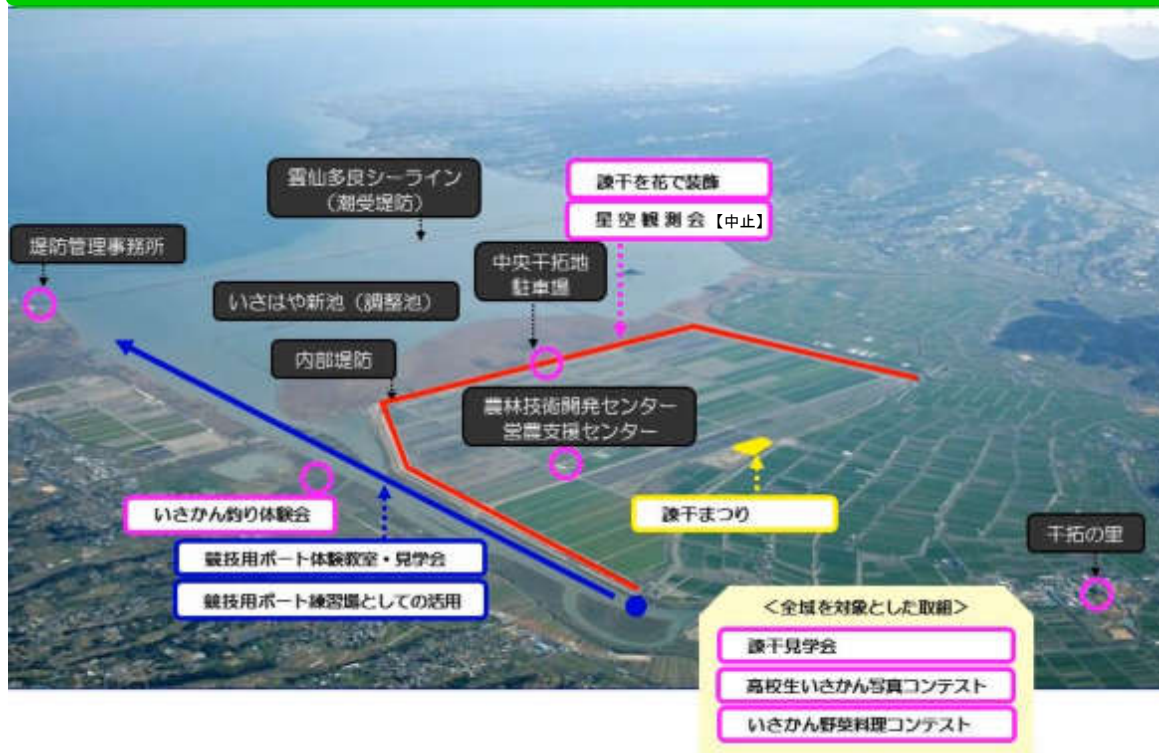 雲仙多良シーライン
（潮受堤防）
諫干を花で装飾
星空観測会【中止】
堤防管理事務所
中央干拓地
駐車場
いさはや新池（調整池）
内部堤防
農林技術開発センター
営農支援センター
いさかん釣り体験会
諫干まつり
干拓の里
競技用ボート体験教室・見学会
競技用ボート練習場としての活用
＜全域を対象とした取組＞
諫干見学会
高校生いさかん写真コンテスト
いさかん野菜料理コンテスト